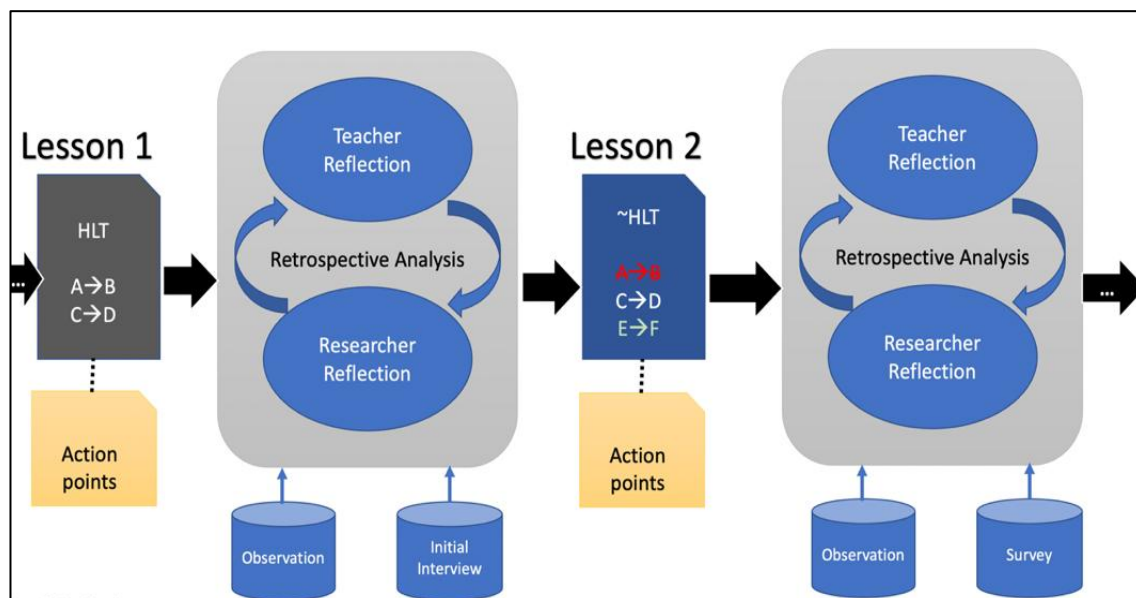 Lesson 1
HLT
A→B
C→D
Action
points
...
Teacher
Reflection
Retrospective Analysis
Researcher
Reflection
Observation
Initial
Interview
Lesson 2
~HLT
A→B
C→D
E→F
Action
points
Teacher
Reflection
Retrospective Analysis
Researcher
Reflection
Observation
Survey
...